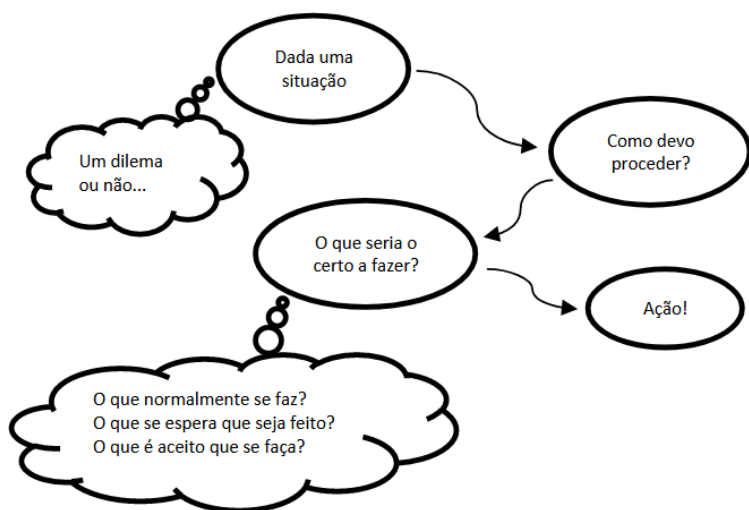 Dada uma
situação
Um dilema
ou não...
Como devo
proceder?
O que seria o
certo a fazer?
Ação!
O que normalmente se faz?
O que se espera que seja feito?
O que é aceito que se faça?